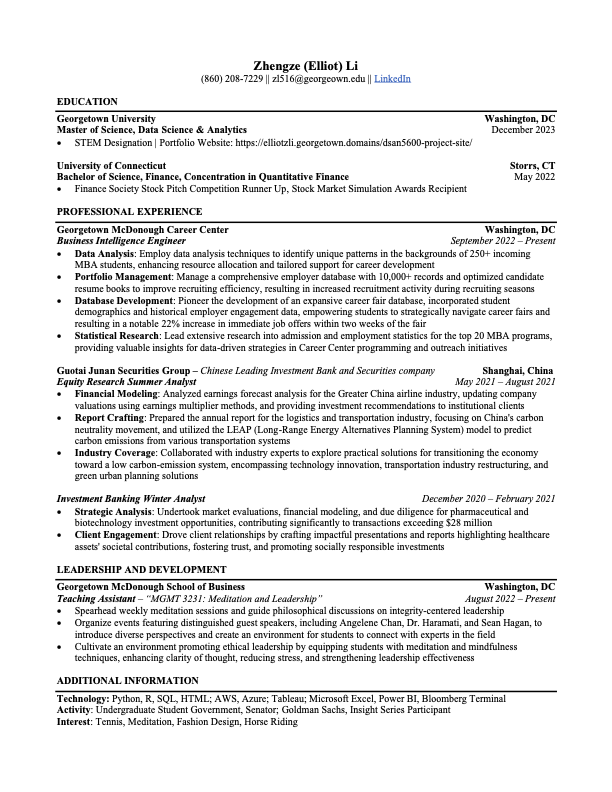 Zhengze (Elliot) Li
(860) 208-7229 || zl516@georgeown.edu || LinkedIn
EDUCATION
Georgetown University Washington, DC
Master of Science, Data Science & Analytics December 2023
• STEM Designation | Portfolio Website: https://elliotzli.georgetown.domains/dsan5600-project-site/
University of Connecticut Storrs, CT
Bachelor of Science, Finance, Concentration in Quantitative Finance May 2022
• Finance Society Stock Pitch Competition Runner Up, Stock Market Simulation Awards Recipient
PROFESSIONAL EXPERIENCE
Georgetown McDonough Career Center Washington, DC
Business Intelligence Engineer September 2022 – Present
• Data Analysis: Employ data analysis techniques to identify unique patterns in the backgrounds of 250+ incoming
MBA students, enhancing resource allocation and tailored support for career development
• Portfolio Management: Manage a comprehensive employer database with 10,000+ records and optimized candidate
resume books to improve recruiting efficiency, resulting in increased recruitment activity during recruiting seasons
• Database Development: Pioneer the development of an expansive career fair database, incorporated student
demographics and historical employer engagement data, empowering students to strategically navigate career fairs and
resulting in a notable 22% increase in immediate job offers within two weeks of the fair
• Statistical Research: Lead extensive research into admission and employment statistics for the top 20 MBA programs,
providing valuable insights for data-driven strategies in Career Center programming and outreach initiatives
Guotai Junan Securities Group – Chinese Leading Investment Bank and Securities company Shanghai, China
Equity Research Summer Analyst May 2021 – August 2021
• Financial Modeling: Analyzed earnings forecast analysis for the Greater China airline industry, updating company
valuations using earnings multiplier methods, and providing investment recommendations to institutional clients
• Report Crafting: Prepared the annual report for the logistics and transportation industry, focusing on China's carbon
neutrality movement, and utilized the LEAP (Long-Range Energy Alternatives Planning System) model to predict
carbon emissions from various transportation sectors
• Industry Coverage: Collaborated with industry experts to explore practical solutions for transitioning the economy
toward a low carbon-emission system, encompassing technology innovation, transportation industry restructuring, and
green urban planning solutions
Investment Banking Winter Analyst December 2020 – February 2021
• Strategic Analysis: Undertook market evaluations, financial modeling, and due diligence for pharmaceutical and
biotechnology investment opportunities, contributing significantly to transactions exceeding $28 million
• Client Engagement: Drove client relationships by crafting impactful presentations and reports highlighting healthcare
assets' societal contributions, fostering trust, and promoting socially responsible investments
LEADERSHIP AND DEVELOPMENT
Georgetown McDonough School of Business Washington, DC
Teaching Assistant – “MGMT 3231: Meditation and Leadership” August 2022 – Present
• Spearhead weekly meditation sessions and guide philosophical discussions on integrity-centered leadership
• Organize events featuring distinguished guest speakers, including Angelene Chan, Dr. Haramati, and Sean Hagan, to
introduce diverse perspectives and create an environment for students to connect with experts in the field
• Cultivate an environment promoting ethical leadership by equipping students with meditation and mindfulness
techniques, enhancing clarity of thought, reducing stress, and strengthening leadership effectiveness
ADDITIONAL INFORMATION
Technology: Python, R, SQL, HTML; AWS, Azure; Tableau; Microsoft Excel, Power BI, Bloomberg Terminal
Activity: Undergraduate Student Government, Senator; Goldman Sachs, Insight Series Participant
Interest: Tennis, Meditation, Fashion Design, Horse Riding